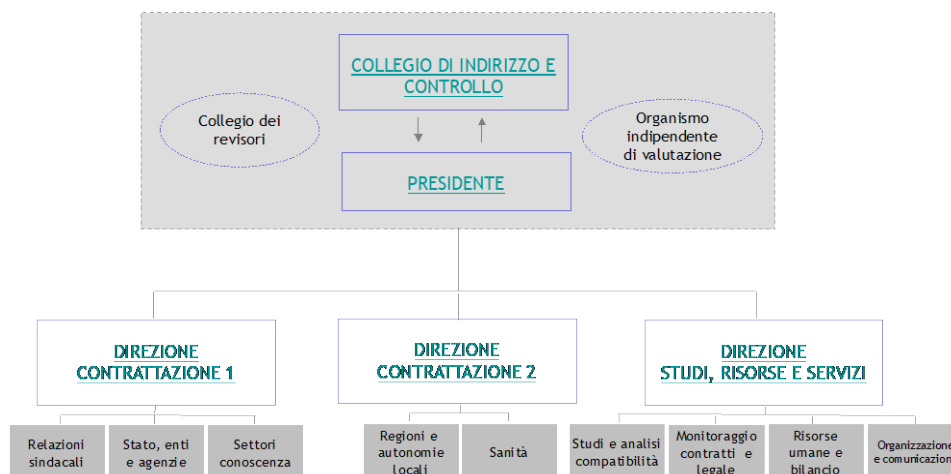 COLLEGIO DI INDIRIZZO E
CONTROLLO
Collegio dei
revisori
Organismo
indipendente
di valutazione
PRESIDENTE
DIREZIONE
CONTRATTAZIONE 1
DIREZIONE
CONTRATTAZIONE 2
DIREZIONE
STUDI, RISORSE E SERVIZI
Relazioni
sindacali
Stato, enti
e agenzie
Settori
conoscenza
Regioni e
autonomie
locali
Sanità
Studi e analisi
compatibilità
Monitoraggio
contratti e
legale
Risorse
umane e
bilancio
Organizzazione
e comunicazion